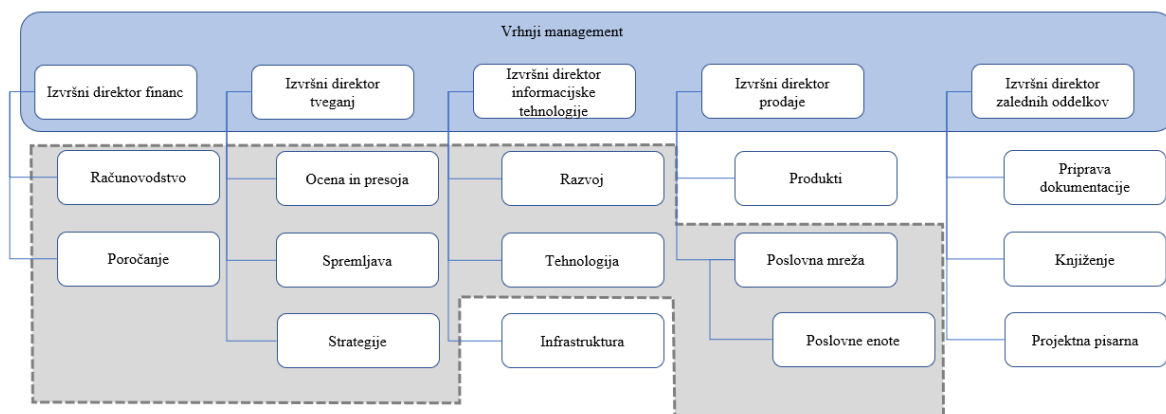 Vrhnji management
Izvršni direktor financ
Izvršni direktor
tveganj
Izvršni direktor
informacijske
tehnologije
Izvršni direktor
prodaje
Izvršni direktor
zalednih oddelkov
Računovodstvo
Ocena in presoja
Razvoj
Produkti
Priprava
dokumentacije
Poročanje
Spremljava
Tehnologija
Poslovna mreža
Knjiženje
Strategije
Infrastruktura
Poslovne enote
Projektna pisarna